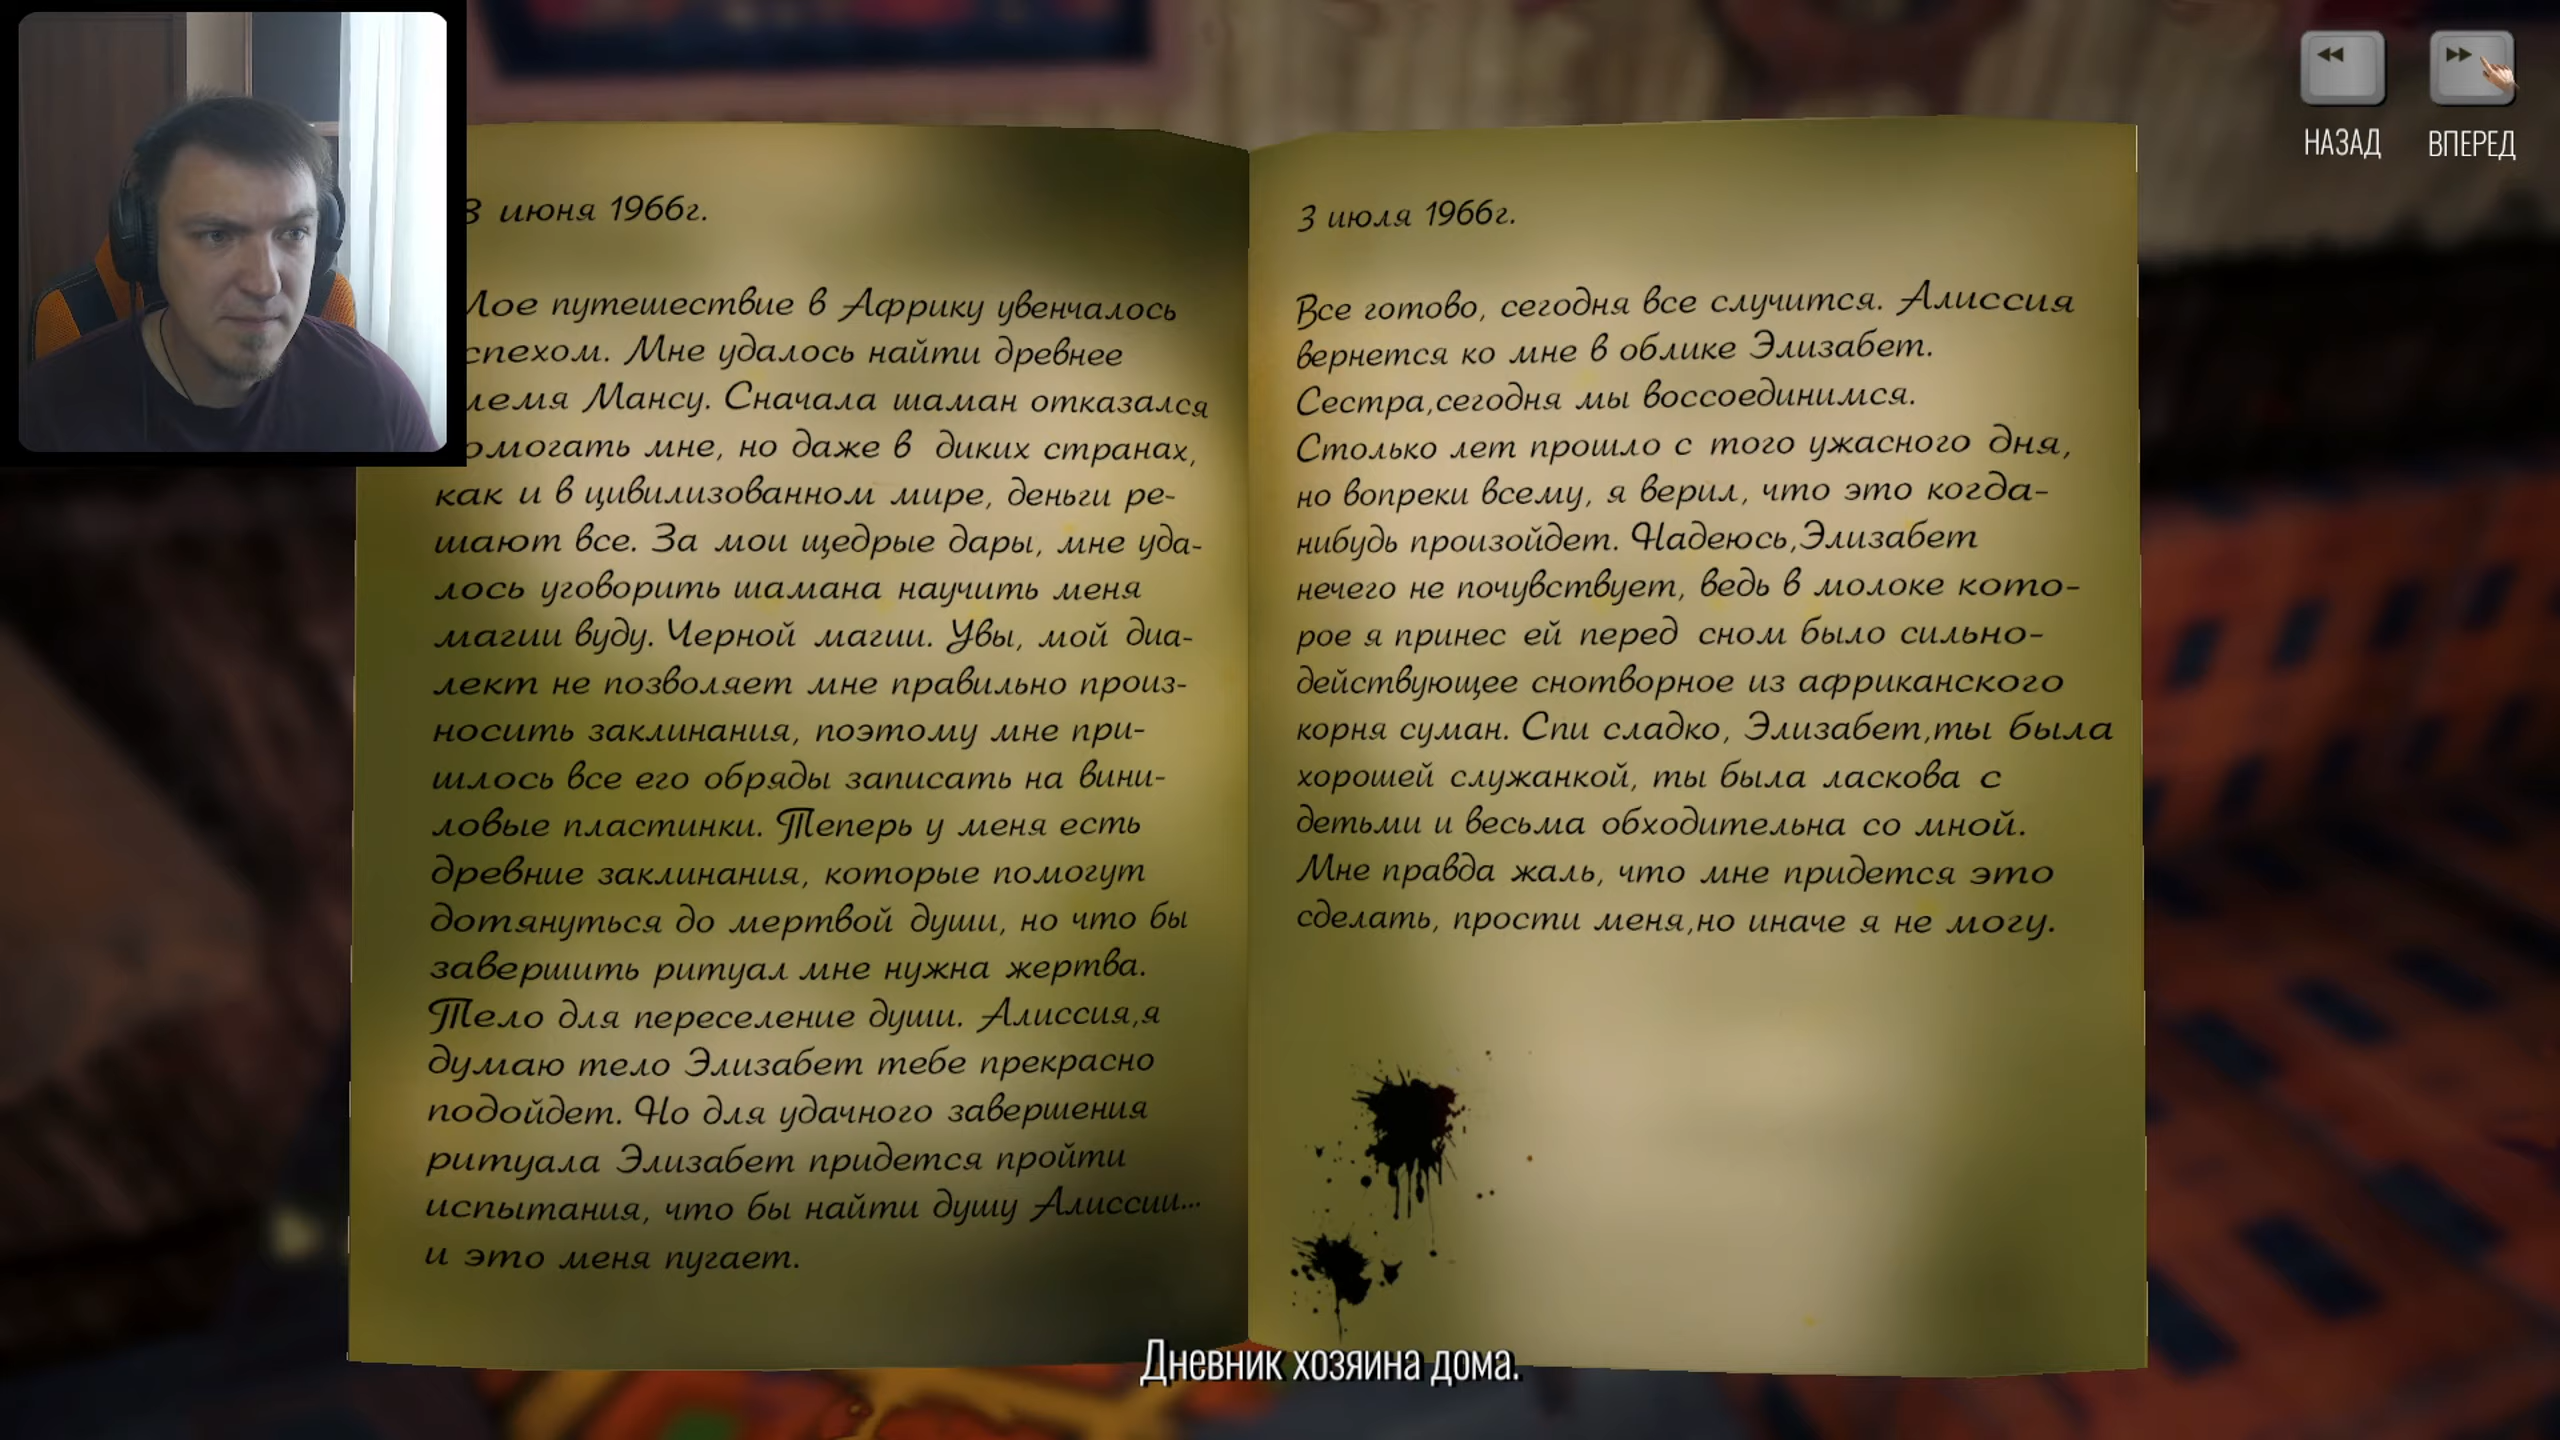 НАЗАД
ВПЕРЕД
июня 1966г.
путешествие в Африку увенчалось
Мне удалось найти древнее
Мансу. Сначала шаман отказался
мне, но даже в диких странах,
как и в цивилизованном мире, деньги ре-
шают все. За мои щедрые дары, мне уда-
лось уговорить шамана научить меня
магии вуду. Черной магии. Увы, мой диа-
лект не позволяет мне правильно произ-
носить заклинания, поэтому мне при-
шлось все его обряды записать на вини-
ловые пластинки. Теперь у меня есть
древние заклинания, которые помогут
дотянуться до мертвой души, но что бы
завершить ритуал мне нужна жертва.
Тело для переселение души. Алиссия,я
думаю тело Элизабет тебе прекрасно
подойдет. Но для удачного завершения
ритуала Элизабет придется пройти
испытания, что бы найти душу Алиссии...
и это меня пугает.
3 июля 1966г.
Все готово, сегодня все случится. Алиссия
вернется ко мне в облике Элизабет.
Сестра,сегодня мы воссоединимся.
Столько лет прошло с того ужасного дня,
но вопреки всему, я верил, что это когда-
нибудь произойдет. Надеюсь,Элизабет
нечего не почувствует, ведь в молоке кото-
рое я принес ей перед сном было сильно-
действующее снотворное из африканского
корня суман. Спи сладко, Элизабет,ты была
хорошей служанкой, ты была ласкова с
детьми и весьма обходительна со мной.
Мне правда жаль, что мне придется это
сделать, прости меня,но иначе я не могу.
Дневник хозяина дома.